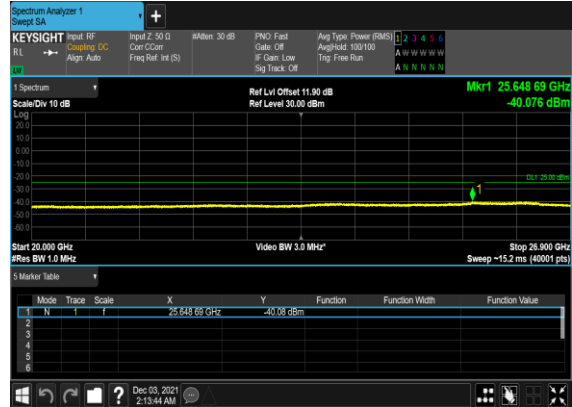 Spectrum Analyzer 1
Swept SA
+
KEYSIGHT Input: RF Input Z: 50 Ω #Atten: 30 dB PNO: Fast Avg Type: Power (RMS) 1 2 3 4 5 6
RL Coupling: DC Corr CCorr Gate: Off Avg|Hold: 100/100 A W W W W W
Align: Auto Freq Ref: Int (S) IF Gain: Low Trig: Free Run
Sig Track: Off A N N N N N
1 Spectrum Ref Lvl Offset 11.90 dB Mkr1 25.648 69 GHz
Scale/Div 10 dB Ref Level 30.00 dBm -40.076 dBm
Log
20.0
10.0
0.00
-10.0
DL1 -25.00 dBm
-20.0
-30.0
1
-40.0
-50.0
-60.0
Start 20.000 GHz Video BW 3.0 MHz* Stop 26.900 GHz
#Res BW 1.0 MHz Sweep ~15.2 ms (40001 pts)
5 Marker Table
Mode Trace Scale X Y Function Function Width Function Value
1 N 1 f 25.648 69 GHz -40.08 dBm
2
3
4
5
6
? Dec 03, 2021
2:13:44 AM